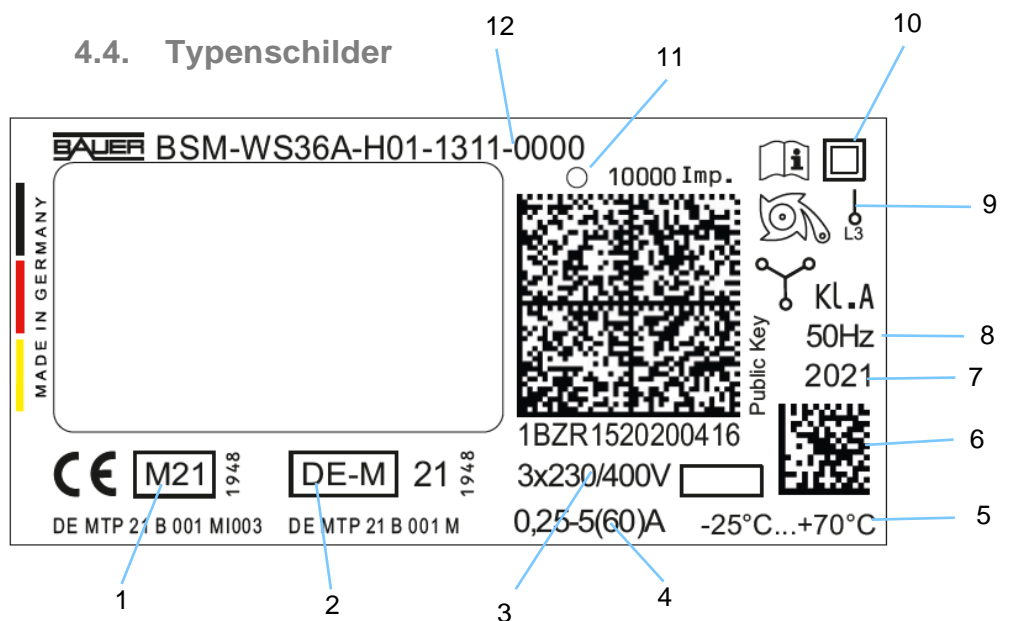 12
10
4.4. Typenschilder
11
BAUER BSM-WS36A-H01-1311-0000
10000 Imp.
L3
9
MADE IN GERMANY
Kl.A
Public Key
50Hz
8
2021
7
1BZR1520200416
6
CE M21 1948 DE-M 21 1948
3x230/400V
DE MTP 21 B 001 MI003 DE MTP 21 B 001 M
0,25-5(60)A -25°C...+70°C
5
1
2
3
4